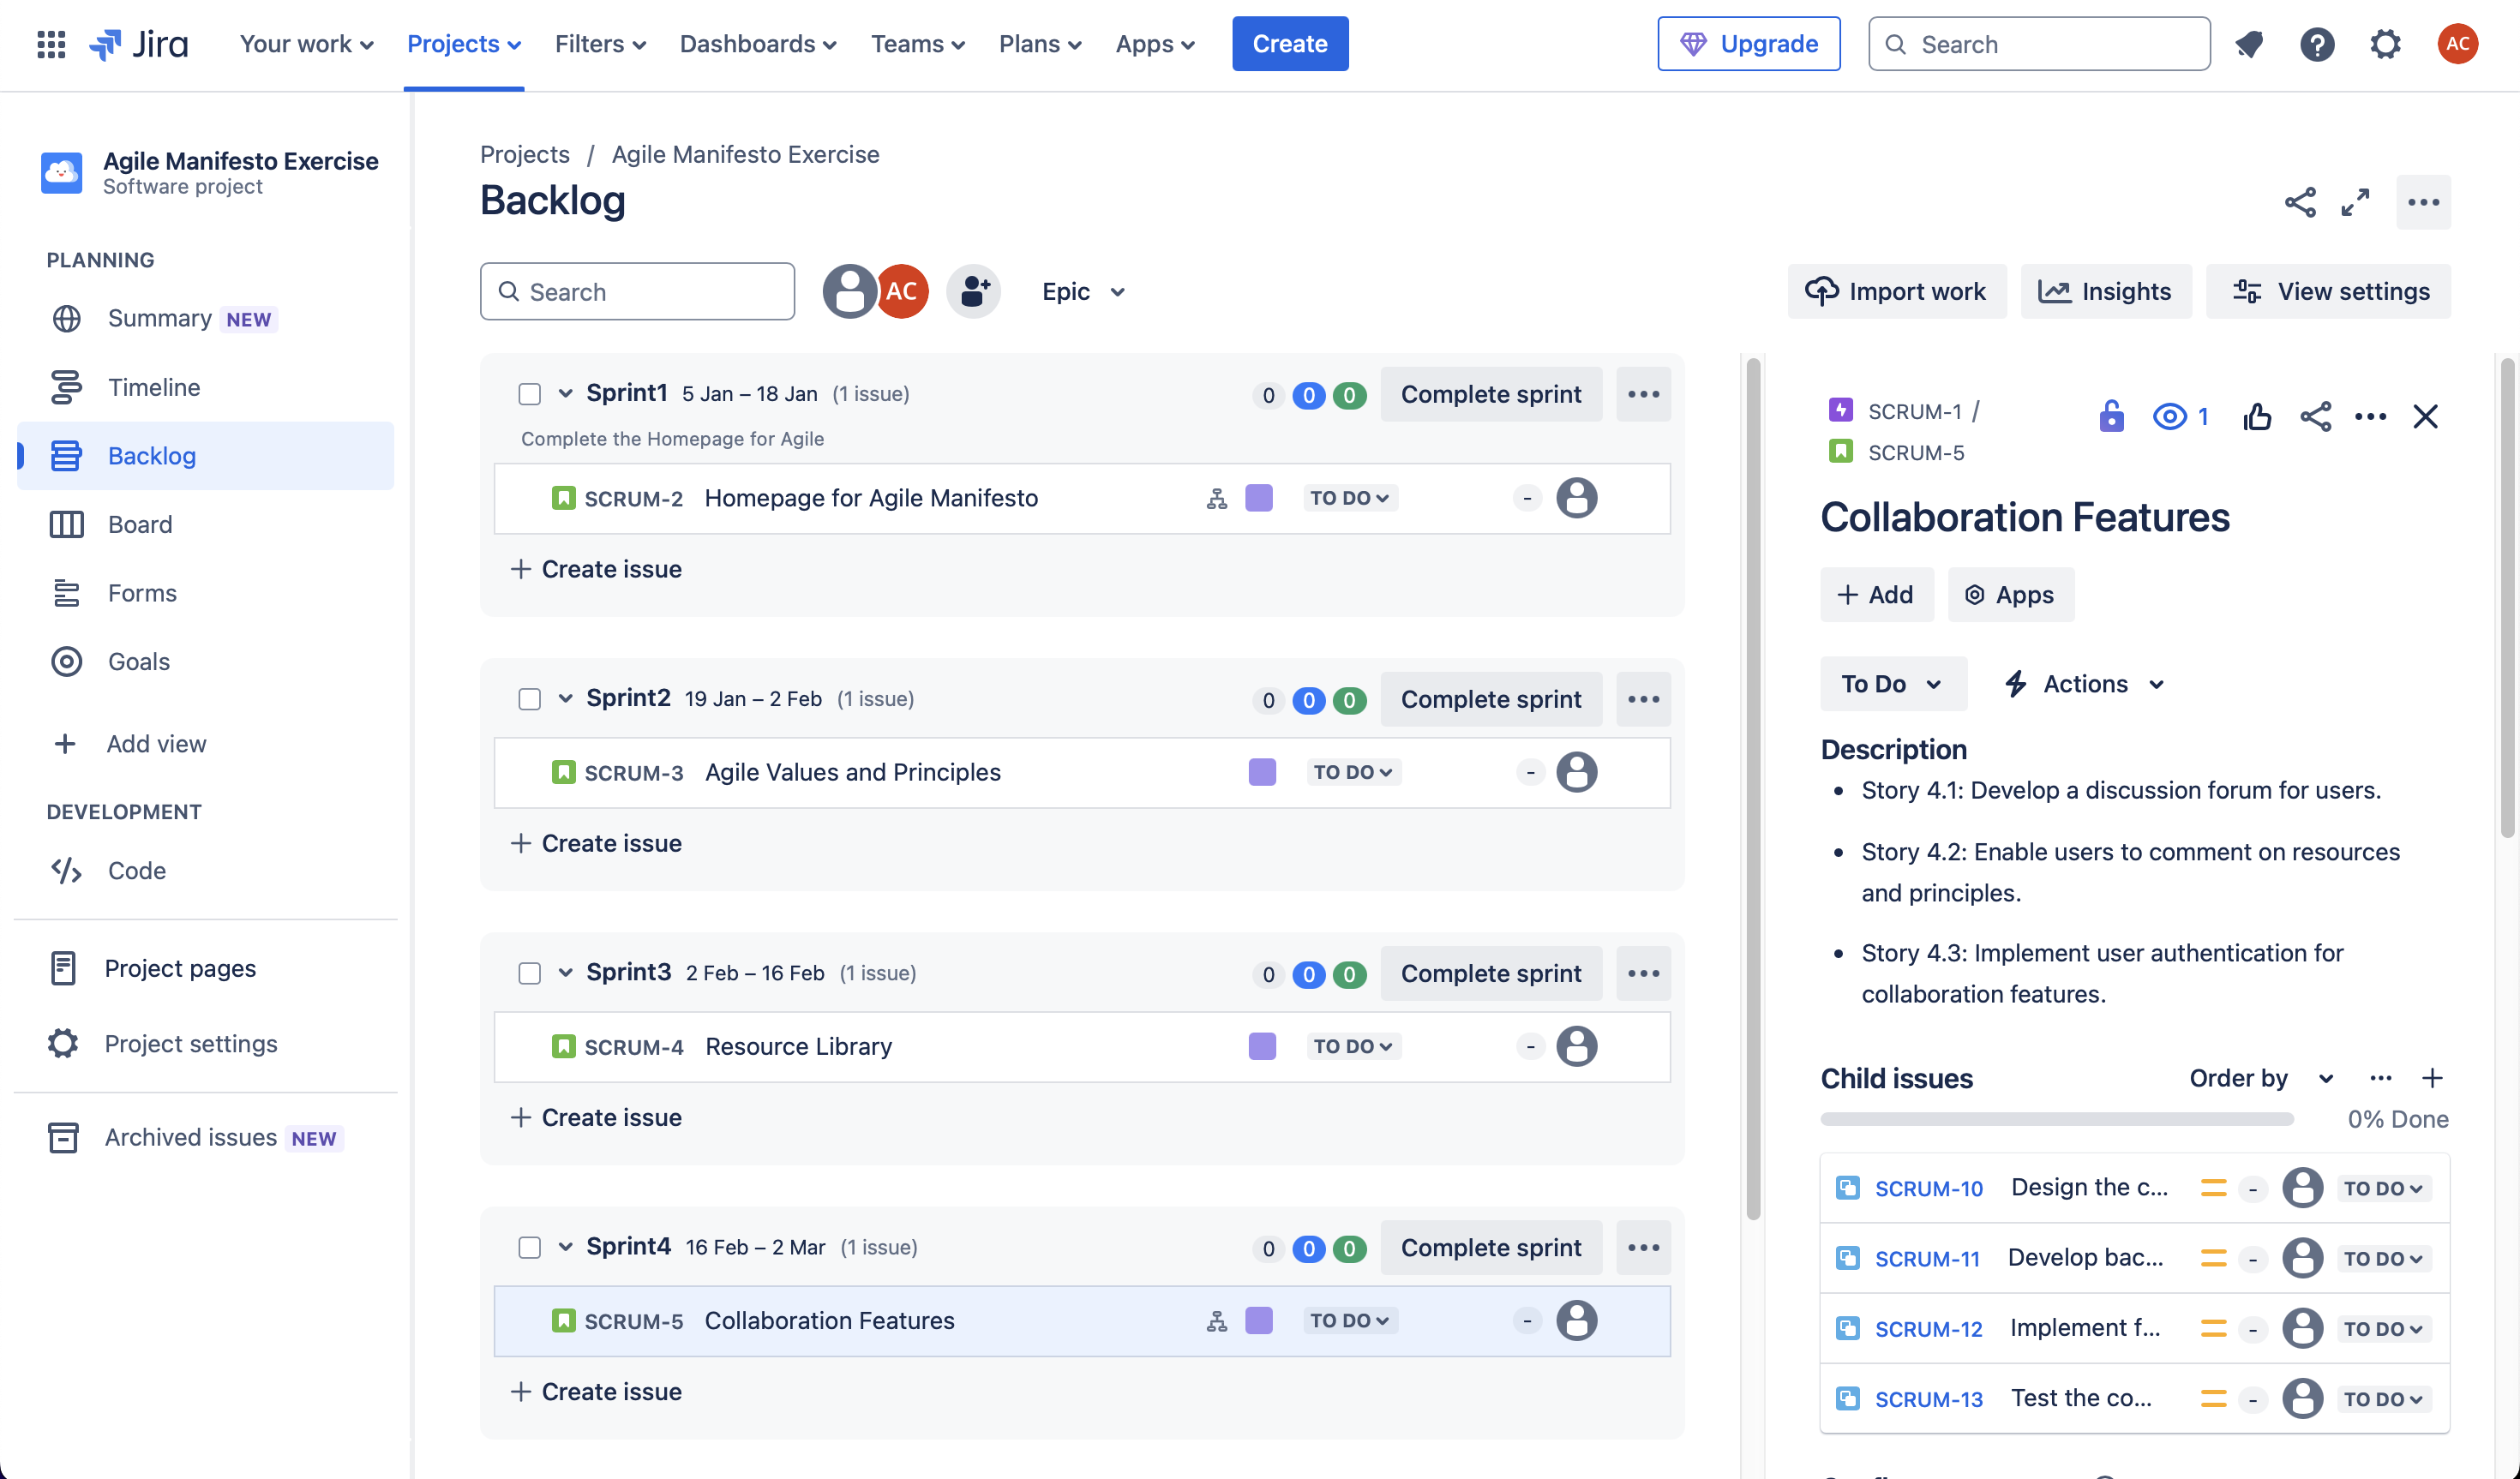 Jira
Your work
Projects
Filters
Dashboards
Teams
Plans
Apps
Create
Upgrade
Search
AC
Agile Manifesto Exercise
Software project
PLANNING
Summary NEW
Timeline
Backlog
Board
Forms
Goals
Add view
DEVELOPMENT
Code
Project pages
Project settings
Archived issues NEW
Projects / Agile Manifesto Exercise
Backlog
Search
AC
Epic
Import work
Insights
View settings
Sprint1 5 Jan – 18 Jan (1 issue) 0 0 0 Complete sprint
Complete the Homepage for Agile
SCRUM-2 Homepage for Agile Manifesto TO DO -
Create issue
Sprint2 19 Jan – 2 Feb (1 issue) 0 0 0 Complete sprint
SCRUM-3 Agile Values and Principles TO DO -
Create issue
Sprint3 2 Feb – 16 Feb (1 issue) 0 0 0 Complete sprint
SCRUM-4 Resource Library TO DO -
Create issue
Sprint4 16 Feb – 2 Mar (1 issue) 0 0 0 Complete sprint
SCRUM-5 Collaboration Features TO DO -
Create issue
SCRUM-1 /
SCRUM-5
1
Collaboration Features
Add
Apps
To Do
Actions
Description
• Story 4.1: Develop a discussion forum for users.
• Story 4.2: Enable users to comment on resources
and principles.
• Story 4.3: Implement user authentication for
collaboration features.
Child issues Order by
0% Done
SCRUM-10 Design the c... - TO DO
SCRUM-11 Develop bac... - TO DO
SCRUM-12 Implement f... - TO DO
SCRUM-13 Test the co... - TO DO